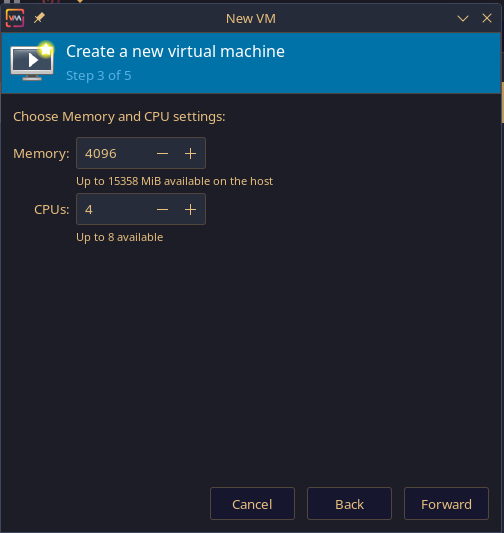 New VM
Create a new virtual machine
Step 3 of 5
Choose Memory and CPU settings:
Memory: 4096
Up to 15358 MiB available on the host
CPUs: 4
Up to 8 available
Cancel Back Forward